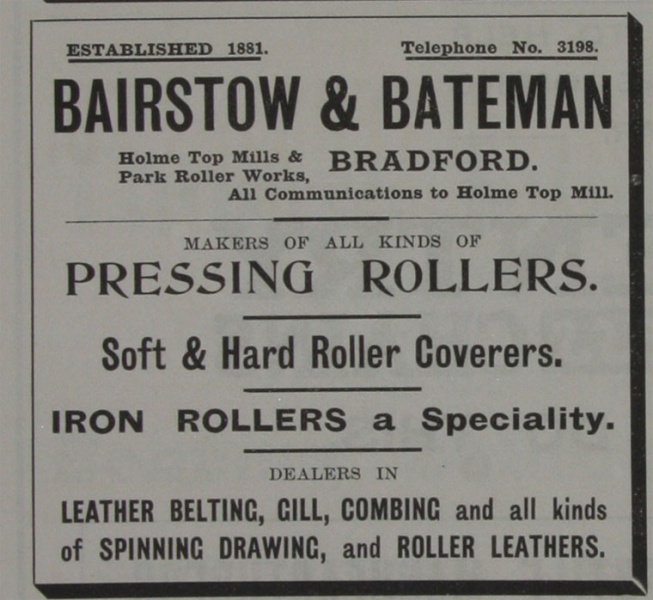 ESTABLISHED 1881. Telephone No. 3198.
BAIRSTOW & BATEMAN
Holme Top Mills & BRADFORD.
Park Roller Works,
All Communications to Holme Top Mill.
MAKERS OF ALL KINDS OF
PRESSING ROLLERS.
Soft & Hard Roller Coverers.
IRON ROLLERS a Speciality.
DEALERS IN
LEATHER BELTING, GILL, COMBING and all kinds
of SPINNING DRAWING, and ROLLER LEATHERS.